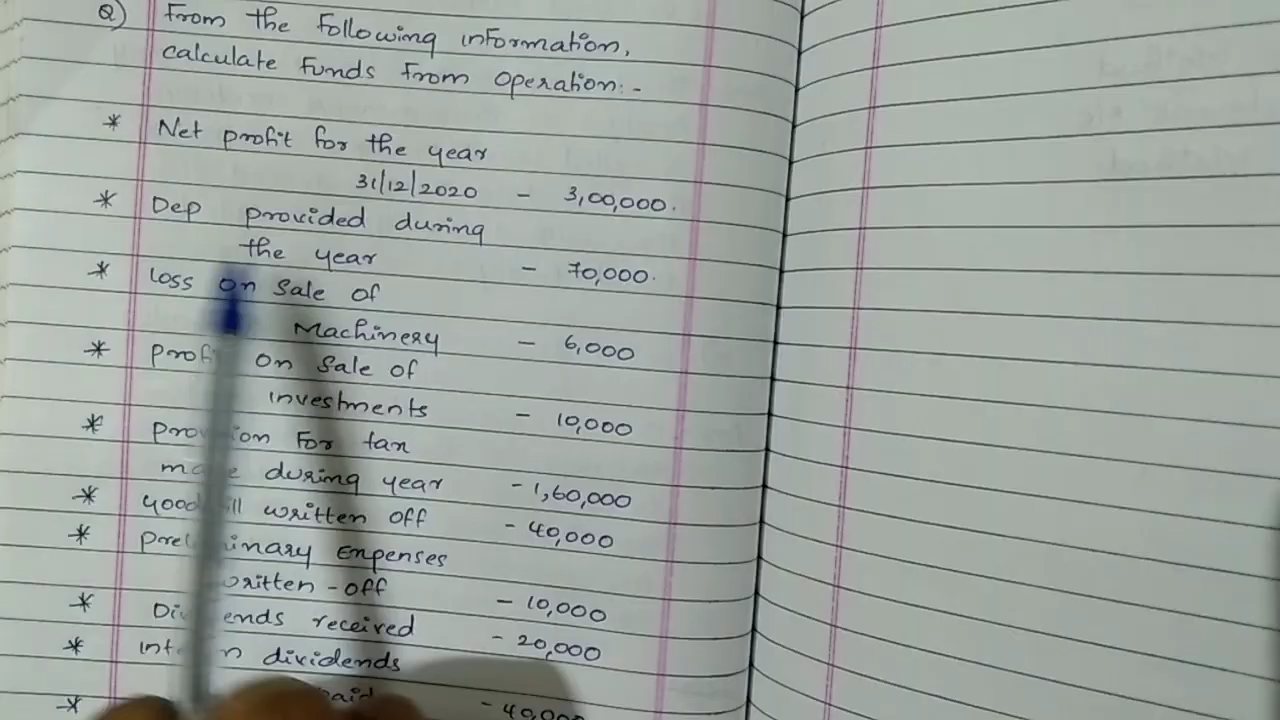 Q) From the following information,
calculate funds from operation:-
* Net profit for the year
31/12/2020 - 3,00,000.
* Dep provided during
the year - 70,000.
* Loss on sale of
Machinery - 6,000
* on sale of
investments - 10,000
* For tax
during year - 1,60,000
* written off - 40,000
* Expenses
written-off - 10,000
* received - 20,000
* dividends
paid
*